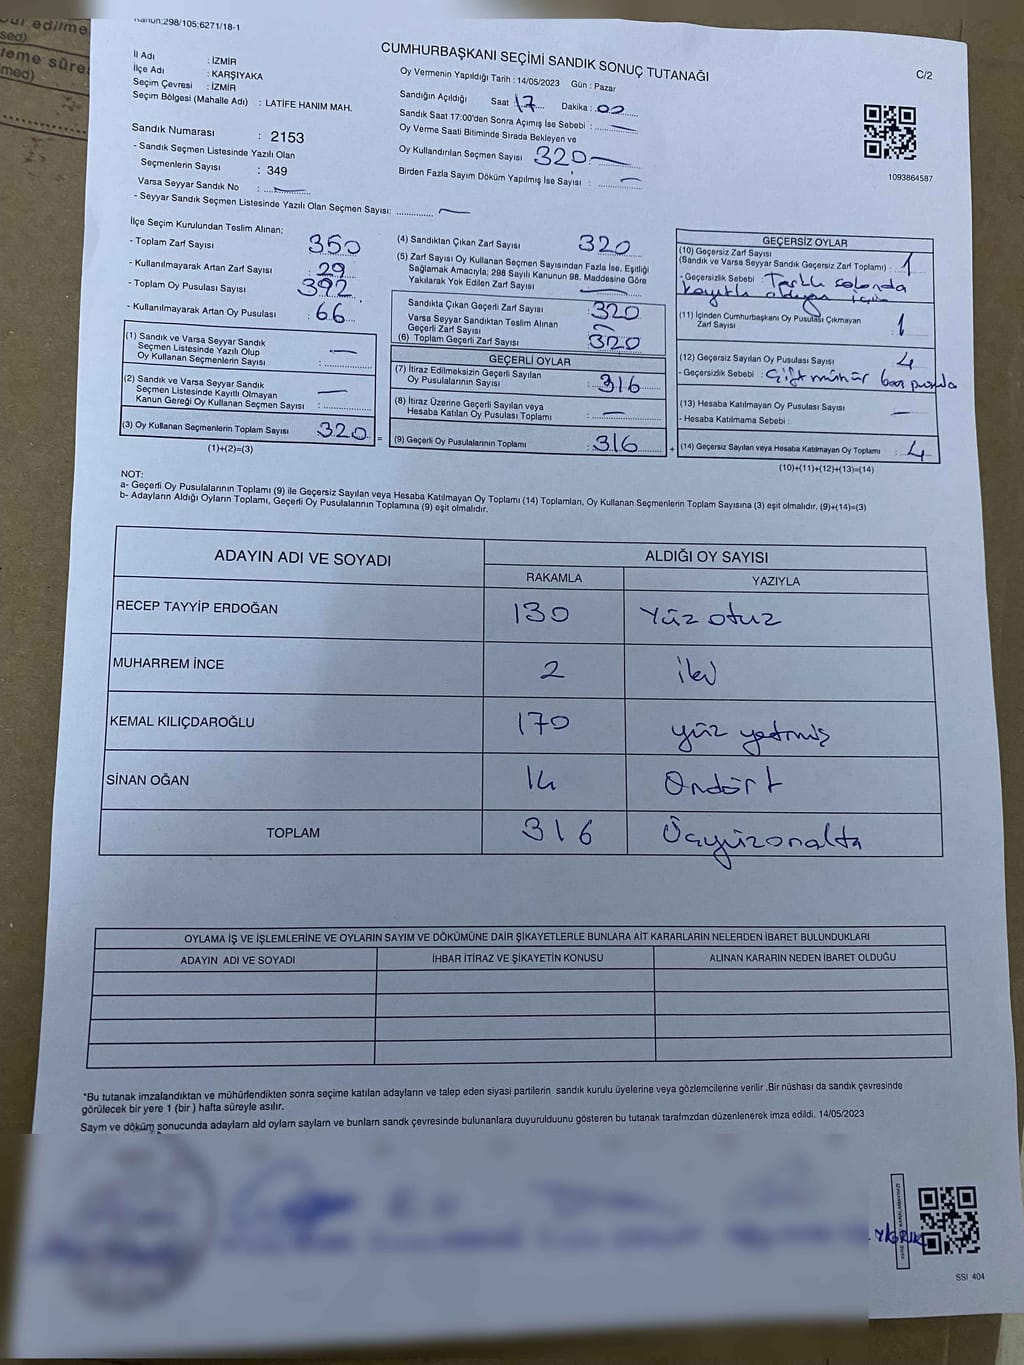 Kanun:298/105:6271/18-1
CUMHURBAŞKANI SEÇİMİ SANDIK SONUÇ TUTANAĞI
C/2
İl Adı : İZMİR
İlçe Adı : KARŞIYAKA
Seçim Çevresi : İZMİR
Seçim Bölgesi (Mahalle Adı) : LATİFE HANIM MAH.
Sandık Numarası : 2153
- Sandık Seçmen Listesinde Yazılı Olan
Seçmenlerin Sayısı : 349
Varsa Seyyar Sandık No :
- Seyyar Sandık Seçmen Listesinde Yazılı Olan Seçmen Sayısı:
Oy Vermenin Yapıldığı Tarih : 14/05/2023 Gün : Pazar
Sandığın Açıldığı Saat 17 Dakika : 00
Sandık Saat 17:00'den Sonra Açımış İse Sebebi :
Oy Verme Saati Bitiminde Sırada Bekleyen ve
Oy Kullandırılan Seçmen Sayısı 320
Birden Fazla Sayım Döküm Yapılmış İse Sayısı :
1093864587
İlçe Seçim Kurulundan Teslim Alınan;
- Toplam Zarf Sayısı 350
- Kullanılmayarak Artan Zarf Sayısı : 29
- Toplam Oy Pusulası Sayısı 392
- Kullanılmayarak Artan Oy Pusulası : 66
(1) Sandık ve Varsa Seyyar Sandık
Seçmen Listesinde Yazılı Olup
Oy Kullanan Seçmenlerin Sayısı :
(2) Sandık ve Varsa Seyyar Sandık
Seçmen Listesinde Kayıtlı Olmayan
Kanun Gereği Oy Kullanan Seçmen Sayısı :
(3) Oy Kullanan Seçmenlerin Toplam Sayısı 320 =
(1)+(2)=(3)
(4) Sandıktan Çıkan Zarf Sayısı 320
(5) Zarf Sayısı Oy Kullanan Seçmen Sayısından Fazla İse, Eşitliği
Sağlamak Amacıyla; 298 Sayılı Kanunun 98. Maddesine Göre
Yakılarak Yok Edilen Zarf Sayısı :
Sandıkta Çıkan Geçerli Zarf Sayısı : 320
Varsa Seyyar Sandıktan Teslim Alınan
Geçerli Zarf Sayısı :
(6) Toplam Geçerli Zarf Sayısı : 320
GEÇERLİ OYLAR
(7) İtiraz Edilmeksizin Geçerli Sayılan
Oy Pusulalarının Sayısı : 316
(8) İtiraz Üzerine Geçerli Sayılan veya
Hesaba Katılan Oy Pusulası Toplamı :
(9) Geçerli Oy Pusulalarının Toplamı : 316 +
GEÇERSİZ OYLAR
(10) Geçersiz Zarf Sayısı
(Sandık ve Varsa Seyyar Sandık Geçersiz Zarf Toplamı) : 1
- Geçersizlik Sebebi : Farklı salonda
kayıtlı olduğu için
(11) İçinden Cumhurbaşkanı Oy Pusulası Çıkmayan
Zarf Sayısı : 1
(12) Geçersiz Sayılan Oy Pusulası Sayısı : 4
- Geçersizlik Sebebi : Çift mühür boş pusula
(13) Hesaba Katılmayan Oy Pusulası Sayısı :
- Hesaba Katılmama Sebebi :
(14) Geçersiz Sayılan veya Hesaba Katılmayan Oy Toplamı : 4
(10)+(11)+(12)+(13)=(14)
NOT:
a- Geçerli Oy Pusulalarının Toplamı (9) ile Geçersiz Sayılan veya Hesaba Katılmayan Oy Toplamı (14) Toplamları, Oy Kullanan Seçmenlerin Toplam Sayısına (3) eşit olmalıdır. (9)+(14)=(3)
b- Adayların Aldığı Oyların Toplamı, Geçerli Oy Pusulalarının Toplamına (9) eşit olmalıdır.
ADAYIN ADI VE SOYADI ALDIĞI OY SAYISI
RAKAMLA YAZIYLA
RECEP TAYYİP ERDOĞAN 130 Yüz otuz
MUHARREM İNCE 2 iki
KEMAL KILIÇDAROĞLU 170 yüz yetmiş
SİNAN OĞAN 14 Ondört
TOPLAM 316 Üçyüzonaltı
OYLAMA İŞ VE İŞLEMLERİNE VE OYLARIN SAYIM VE DÖKÜMÜNE DAİR ŞİKAYETLERLE BUNLARA AİT KARARLARIN NELERDEN İBARET BULUNDUKLARI
ADAYIN ADI VE SOYADI İHBAR İTİRAZ VE ŞİKAYETİN KONUSU ALINAN KARARIN NEDEN İBARET OLDUĞU
*Bu tutanak imzalandıktan ve mühürlendikten sonra seçime katılan adayların ve talep eden siyasi partilerin sandık kurulu üyelerine veya gözlemcilerine verilir .Bir nüshası da sandık çevresinde
görülecek bir yere 1 (bir ) hafta süreyle asılır.
Saym ve döküm sonucunda adaylarn ald oylarn saylarn ve bunlarn sandk çevresinde bulunanlara duyurulduunu gösteren bu tutanak tarafmzdan düzenlenerek imza edildi. 14/05/2023
SSI 404